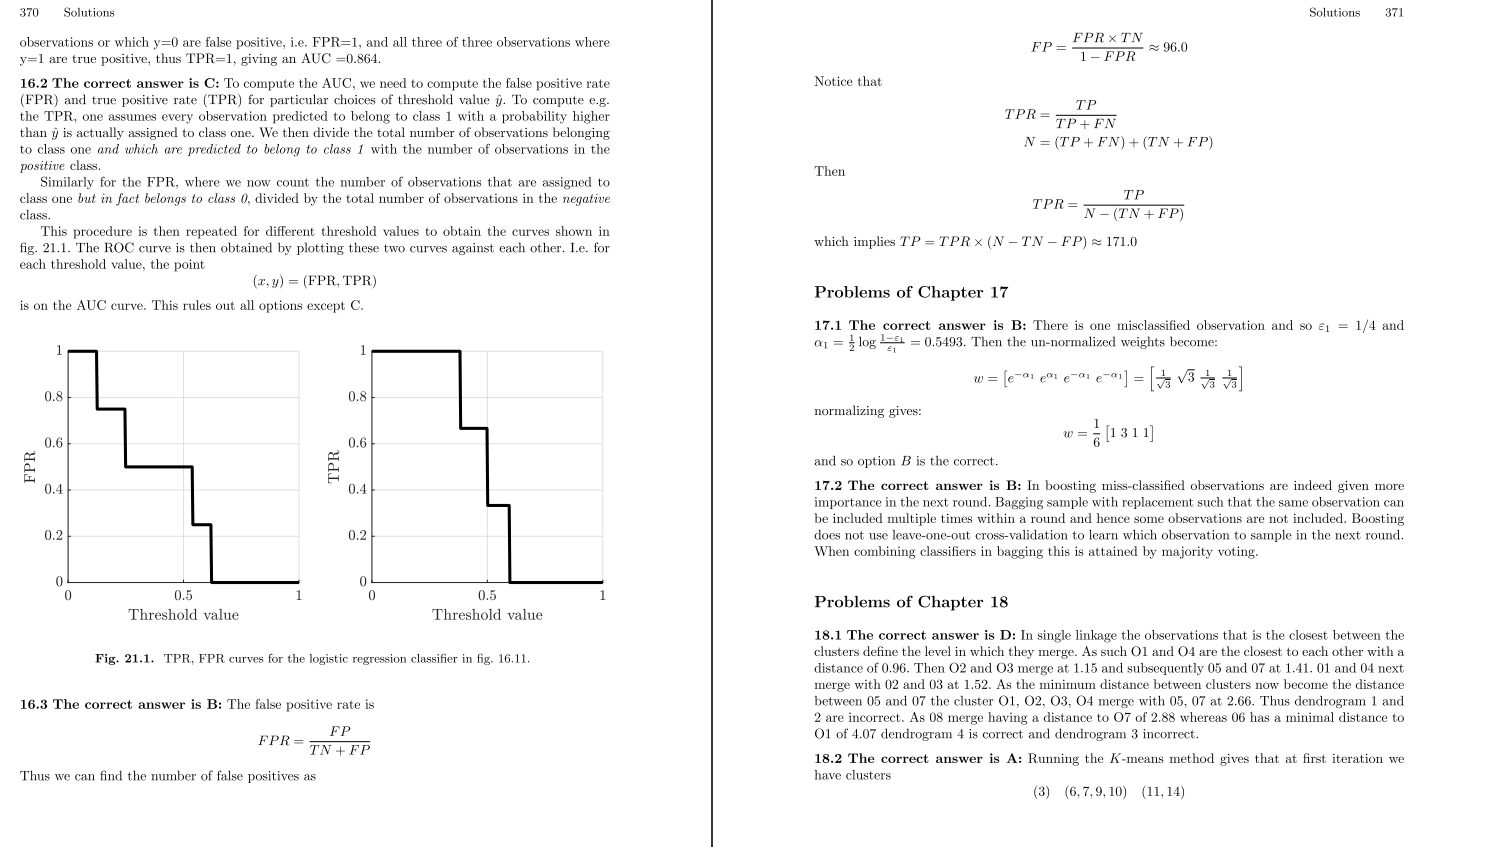 370 Solutions
observations or which y=0 are false positive, i.e. FPR=1, and all three of three observations where
y=1 are true positive, thus TPR=1, giving an AUC =0.864.
16.2 The correct answer is C: To compute the AUC, we need to compute the false positive rate
(FPR) and true positive rate (TPR) for particular choices of threshold value ŷ. To compute e.g.
the TPR, one assumes every observation predicted to belong to class 1 with a probability higher
than ŷ is actually assigned to class one. We then divide the total number of observations belonging
to class one and which are predicted to belong to class 1 with the number of observations in the
positive class.
Similarly for the FPR, where we now count the number of observations that are assigned to
class one but in fact belongs to class 0, divided by the total number of observations in the negative
class.
This procedure is then repeated for different threshold values to obtain the curves shown in
fig. 21.1. The ROC curve is then obtained by plotting these two curves against each other. I.e. for
each threshold value, the point
(x, y) = (FPR, TPR)
is on the AUC curve. This rules out all options except C.
1
0.8
0.6
0.4
0.2
0
FPR
0 0.5 1
Threshold value
1
0.8
0.6
0.4
0.2
0
TPR
0 0.5 1
Threshold value
Fig. 21.1. TPR, FPR curves for the logistic regression classifier in fig. 16.11.
16.3 The correct answer is B: The false positive rate is
FPR = FP / (TN + FP)
Thus we can find the number of false positives as
Solutions 371
FP = (FPR × TN) / (1 − FPR) ≈ 96.0
Notice that
TPR = TP / (TP + FN)
N = (TP + FN) + (TN + FP)
Then
TPR = TP / (N − (TN + FP))
which implies TP = TPR × (N − TN − FP) ≈ 171.0
Problems of Chapter 17
17.1 The correct answer is B: There is one misclassified observation and so ε₁ = 1/4 and
α₁ = ½ log (1−ε₁)/ε₁ = 0.5493. Then the un-normalized weights become:
w = [e^{−α₁} e^{α₁} e^{−α₁} e^{−α₁}] = [1/√3 √3 1/√3 1/√3]
normalizing gives:
w = 1/6 [1 3 1 1]
and so option B is the correct.
17.2 The correct answer is B: In boosting miss-classified observations are indeed given more
importance in the next round. Bagging sample with replacement such that the same observation can
be included multiple times within a round and hence some observations are not included. Boosting
does not use leave-one-out cross-validation to learn which observation to sample in the next round.
When combining classifiers in bagging this is attained by majority voting.
Problems of Chapter 18
18.1 The correct answer is D: In single linkage the observations that is the closest between the
clusters define the level in which they merge. As such O1 and O4 are the closest to each other with a
distance of 0.96. Then O2 and O3 merge at 1.15 and subsequently 05 and 07 at 1.41. 01 and 04 next
merge with 02 and 03 at 1.52. As the minimum distance between clusters now become the distance
between 05 and 07 the cluster O1, O2, O3, O4 merge with 05, 07 at 2.66. Thus dendrogram 1 and
2 are incorrect. As 08 merge having a distance to O7 of 2.88 whereas 06 has a minimal distance to
O1 of 4.07 dendrogram 4 is correct and dendrogram 3 incorrect.
18.2 The correct answer is A: Running the K-means method gives that at first iteration we
have clusters
(3) (6, 7, 9, 10) (11, 14)